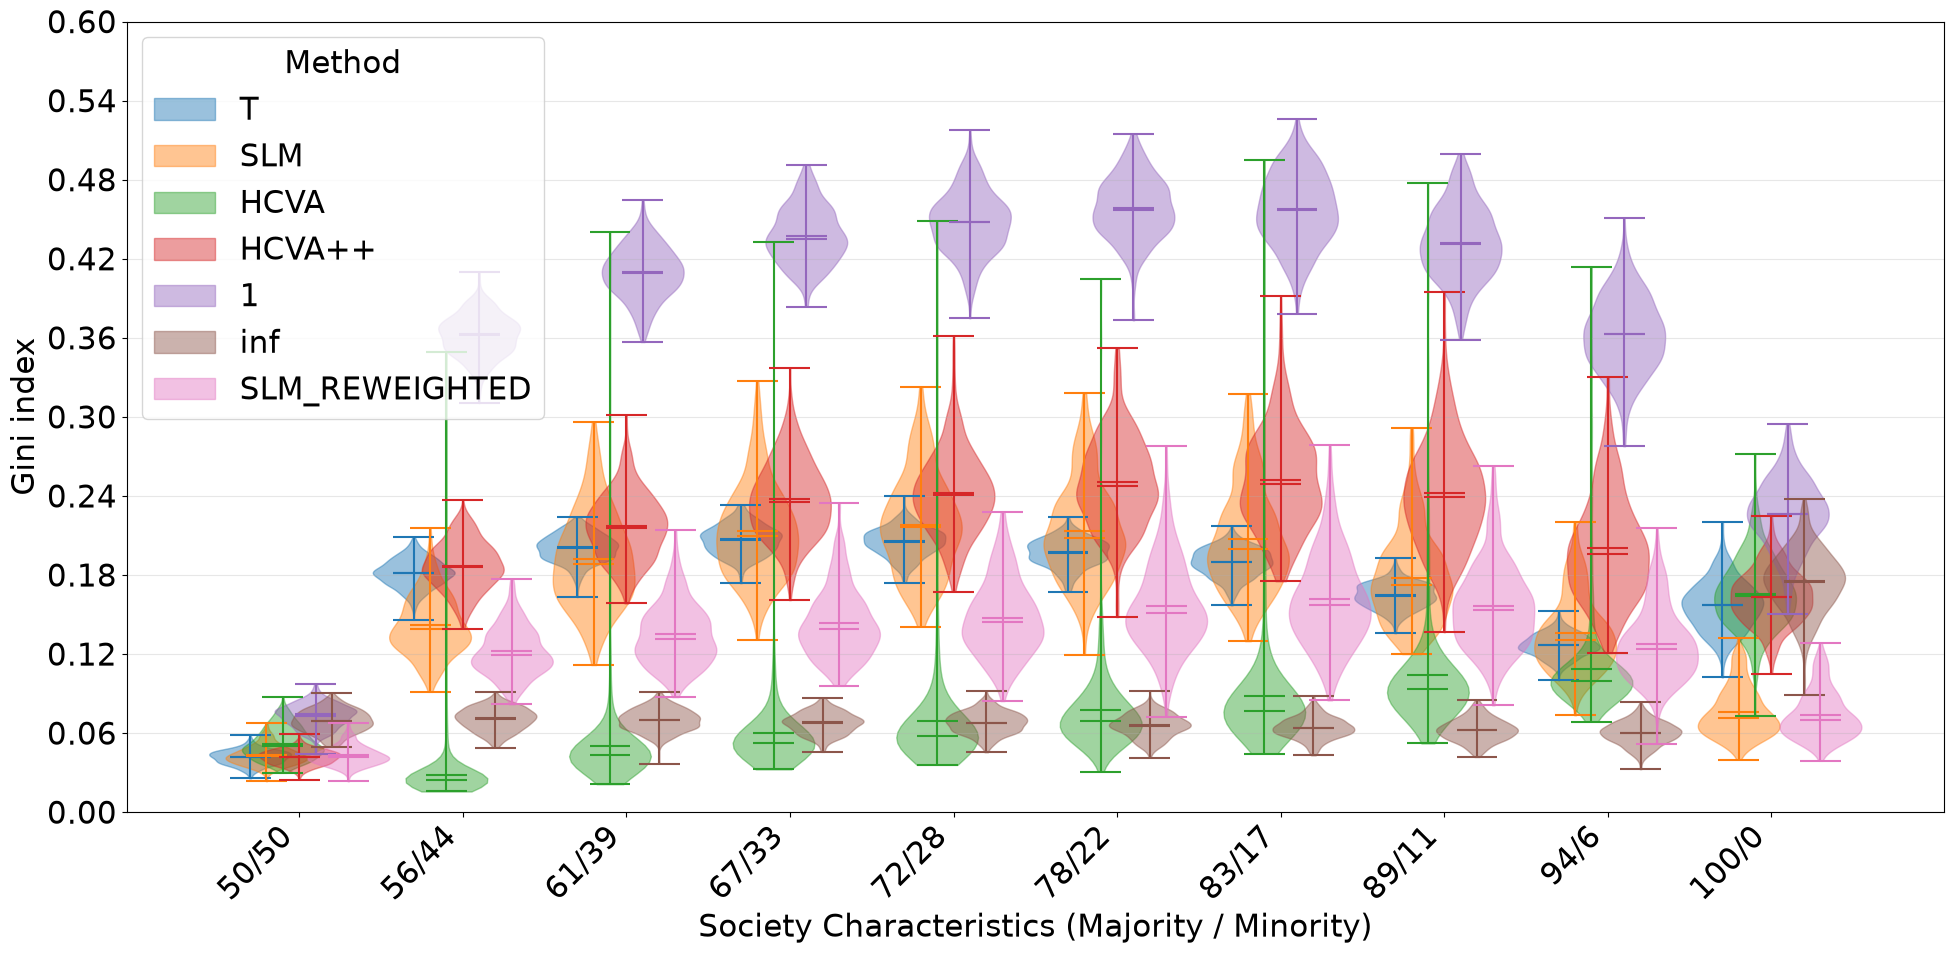 0.60
0.54
0.48
0.42
0.36
0.30
0.24
0.18
0.12
0.06
0.00
Gini index
Method
T
SLM
HCVA
HCVA++
1
inf
SLM_REWEIGHTED
50/50
56/44
61/39
67/33
72/28
78/22
83/17
89/11
94/6
100/0
Society Characteristics (Majority / Minority)